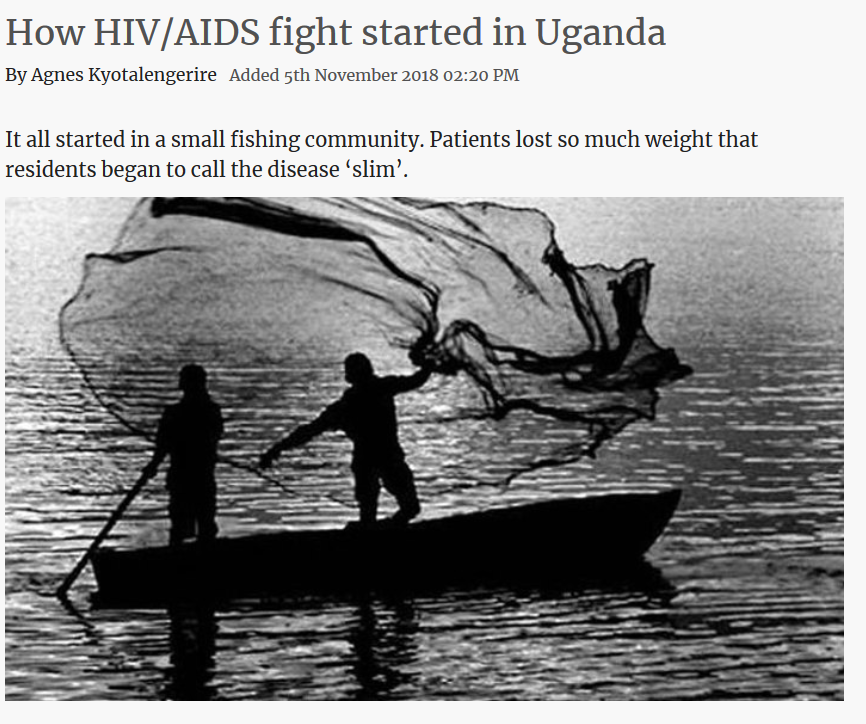 How HIV/AIDS fight started in Uganda
By Agnes Kyotalengerire Added 5th November 2018 02:20 PM
It all started in a small fishing community. Patients lost so much weight that
residents began to call the disease ‘slim’.